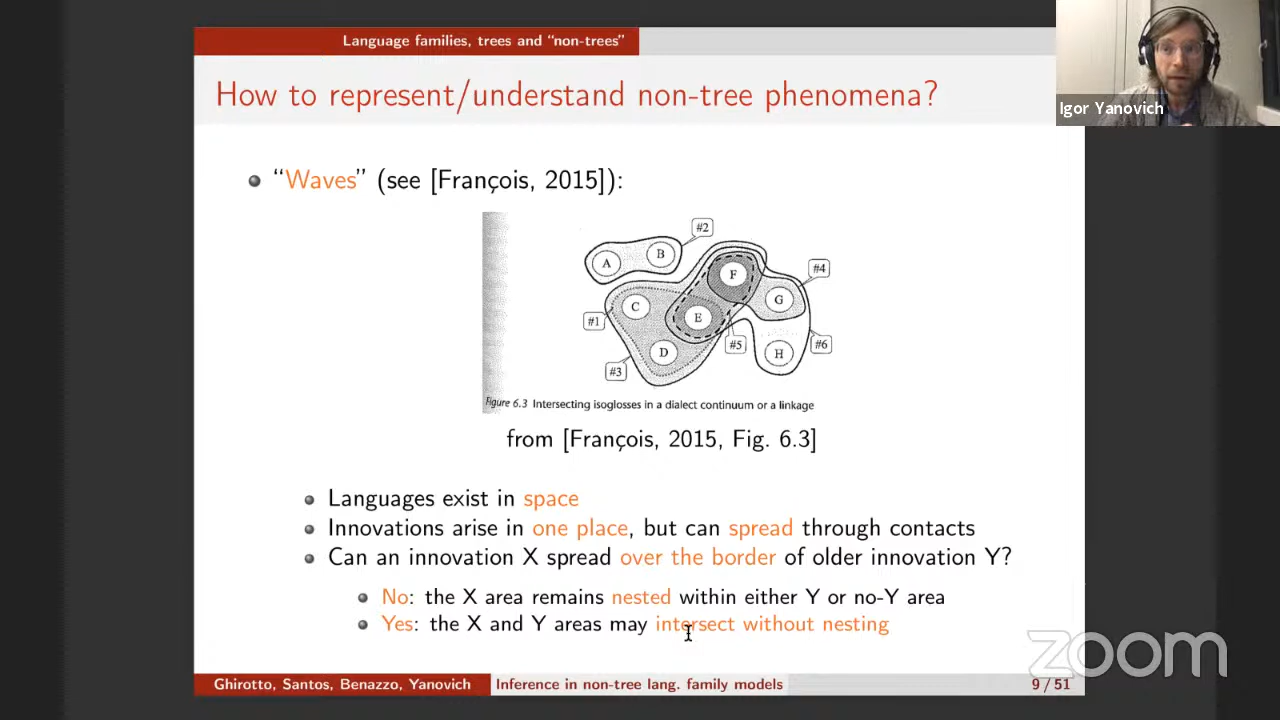 Language families, trees and “non-trees”
How to represent/understand non-tree phenomena?
Igor Yanovich
“Waves” (see [François, 2015]):
#2
A
B
F
#4
C
G
#1
E
#5
#6
D
H
#3
Figure 6.3 Intersecting isoglosses in a dialect continuum or a linkage
from [François, 2015, Fig. 6.3]
Languages exist in space
Innovations arise in one place, but can spread through contacts
Can an innovation X spread over the border of older innovation Y?
No: the X area remains nested within either Y or no-Y area
Yes: the X and Y areas may intersect without nesting
zoom
Ghirotto, Santos, Benazzo, Yanovich
Inference in non-tree lang. family models
9 / 51